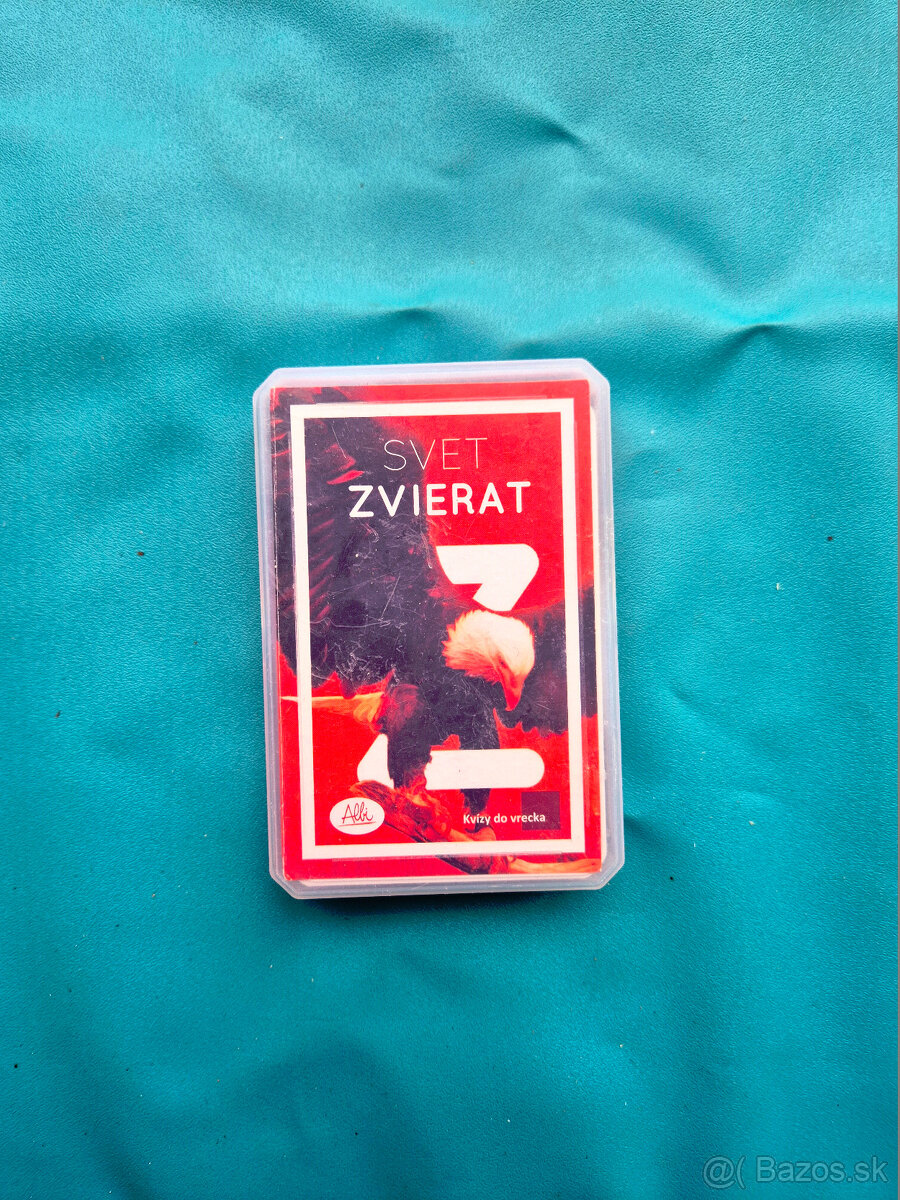 SVET
ZVIERAT
Albi
Kvízy do vrecka
@( Bazos.sk